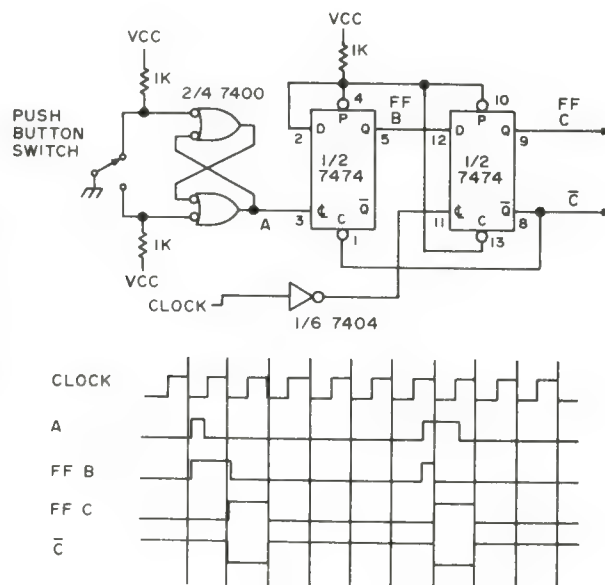 VCC
VCC
1K
1K
2/4 7400
4
10
FF
FF
P
P
B
C
PUSH
BUTTON
SWITCH
2
D
Q
5
12
D
Q
9
1/2
7474
1/2
7474
C̅
A
3
CL
Q̅
11
CL
Q̅
8
C
C
1
13
1K
VCC
CLOCK
1/6 7404
CLOCK
A
FF B
FF C
C̅